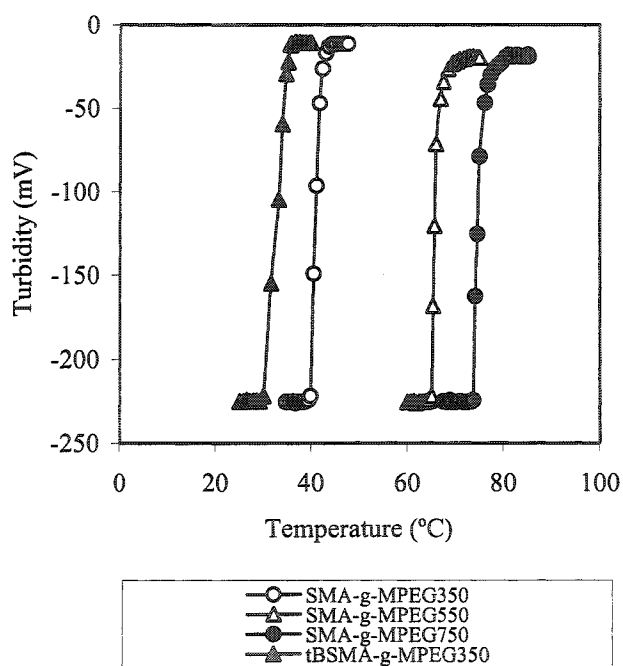 0
-50
-100
-150
-200
-250
Turbidity (mV)
0 20 40 60 80 100
Temperature (ºC)
SMA-g-MPEG350
SMA-g-MPEG550
SMA-g-MPEG750
tBSMA-g-MPEG350